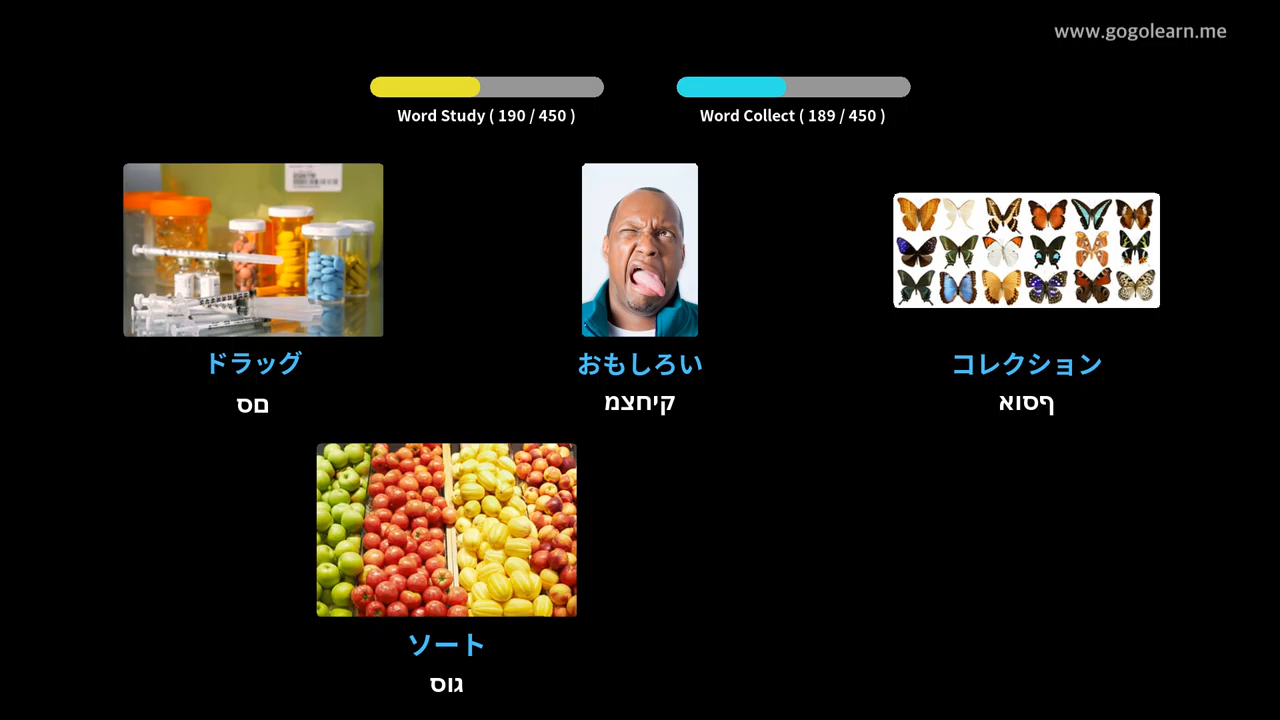 www.gogolearn.me
Word Study ( 190 / 450 )
Word Collect ( 189 / 450 )
ドラッグ
םס
おもしろい
קיחצמ
コレクション
ףסוא
ソート
גוס